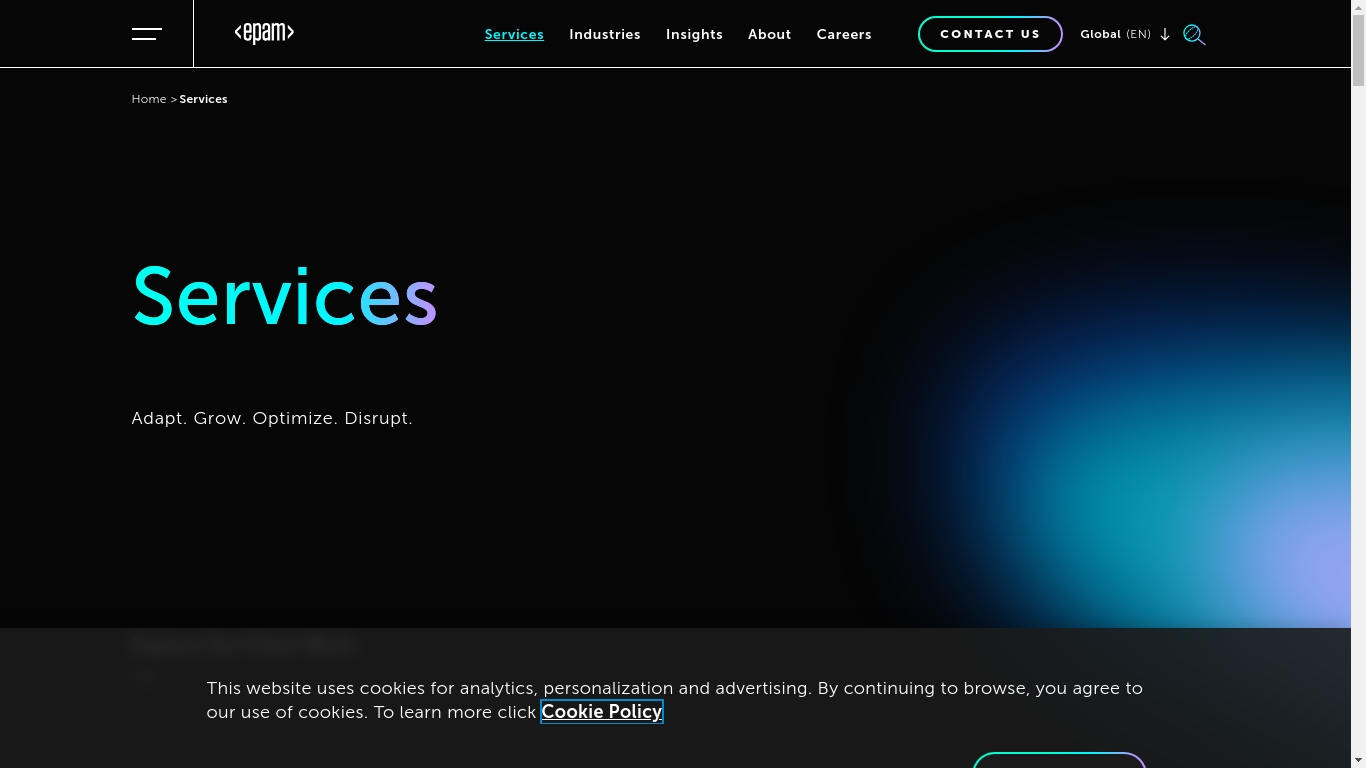 <epam>
Services Industries Insights About Careers
CONTACT US
Global (EN)
Home > Services
Services
Adapt. Grow. Optimize. Disrupt.
This website uses cookies for analytics, personalization and advertising. By continuing to browse, you agree to
our use of cookies. To learn more click Cookie Policy